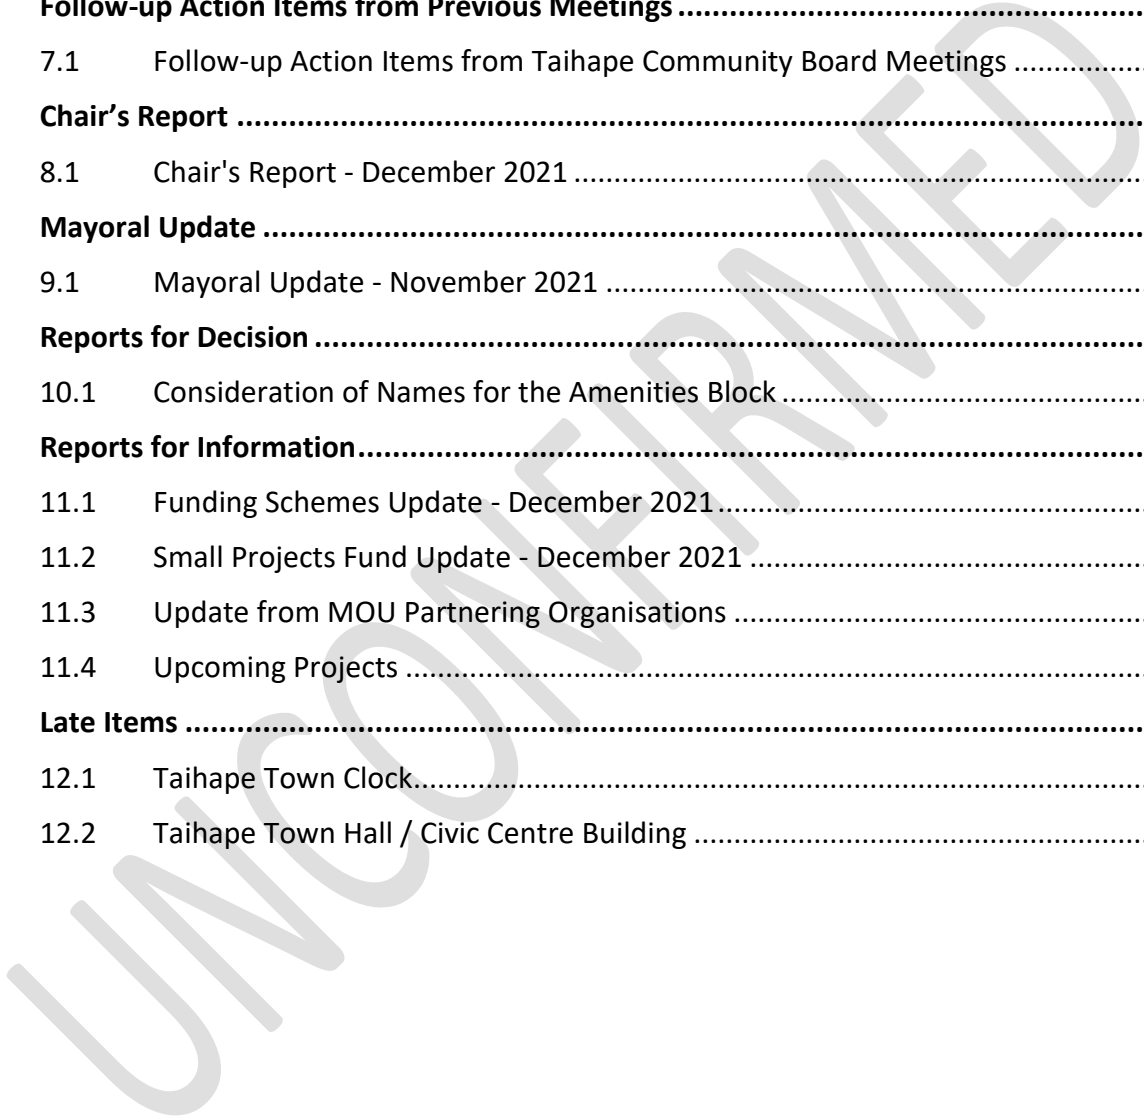 Follow-up Action Items from Previous Meetings ........................................................
7.1 Follow-up Action Items from Taihape Community Board Meetings ................
Chair’s Report ........................................................................................................
8.1 Chair's Report - December 2021 ......................................................................
Mayoral Update .....................................................................................................
9.1 Mayoral Update - November 2021 ..................................................................
Reports for Decision ..............................................................................................
10.1 Consideration of Names for the Amenities Block ............................................
Reports for Information.........................................................................................
11.1 Funding Schemes Update - December 2021....................................................
11.2 Small Projects Fund Update - December 2021 ................................................
11.3 Update from MOU Partnering Organisations ..................................................
11.4 Upcoming Projects ..........................................................................................
Late Items ..............................................................................................................
12.1 Taihape Town Clock.........................................................................................
12.2 Taihape Town Hall / Civic Centre Building .......................................................
UNCONFIRMED